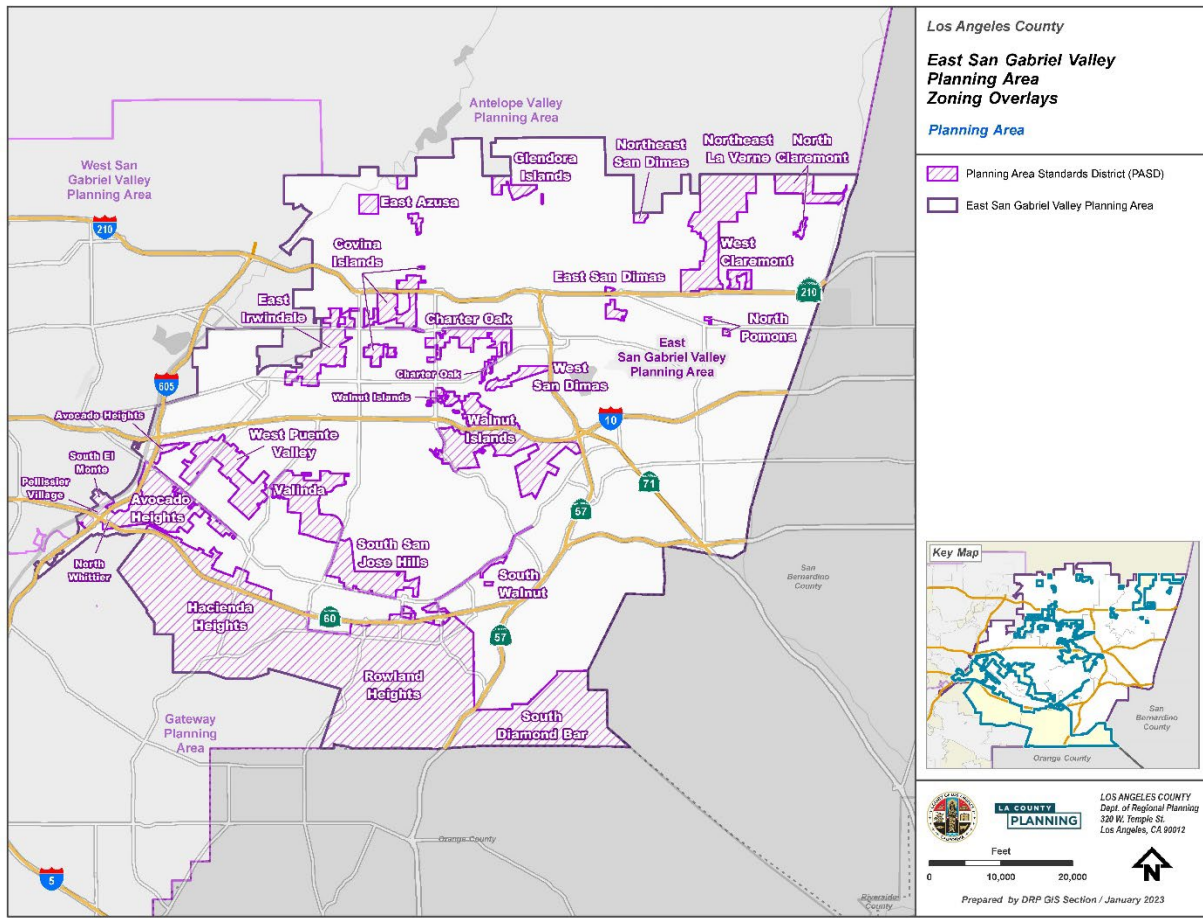 Los Angeles County
East San Gabriel Valley
Planning Area
Zoning Overlays
Planning Area
Planning Area Standards District (PASD)
East San Gabriel Valley Planning Area
Antelope Valley
Planning Area
West San
Gabriel Valley
Planning Area
Glendora
Islands
Northeast
San Dimas
Northeast
La Verne
North
Claremont
East Azusa
210
Covina
Islands
West
Claremont
East San Dimas
210
East
Irwindale
Charter Oak
North
Pomona
East
San Gabriel Valley
Planning Area
Charter Oak
West
San Dimas
605
Walnut Islands
Walnut
Islands
10
Avocado Heights
West Puente
Valley
South El
Monte
Pellissier
Village
Avocado
Heights
Valinda
71
57
North
Whittier
South San
Jose Hills
South
Walnut
San
Bernardino
County
Hacienda
Heights
60
57
Rowland
Heights
South
Diamond Bar
Gateway
Planning
Area
Orange County
5
Riverside
County
Key Map
San
Bernardino
County
Orange County
LA COUNTY
PLANNING
LOS ANGELES COUNTY
Dept. of Regional Planning
320 W. Temple St.
Los Angeles, CA 90012
Feet
0 10,000 20,000
N
Prepared by DRP GIS Section / January 2023